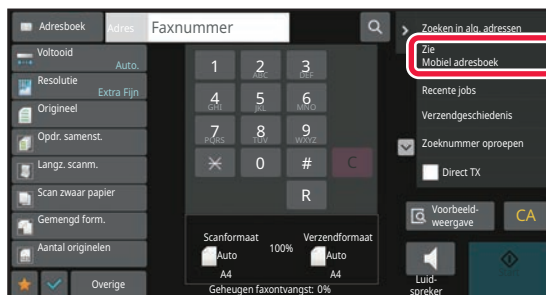 Adresboek
Adres
Faxnummer
Voltooid
Auto.
Resolutie
Extra Fijn
Origineel
Opdr. samenst.
Langz. scanm.
Scan zwaar papier
Gemengd form.
Aantal originelen
Overige
1
2
ABC
3
DEF
4
GHI
5
JKL
6
MNO
7
PQRS
8
TUV
9
WXYZ
0
#
C
R
Scanformaat
Auto
A4
100%
Verzendformaat
Auto
A4
Geheugen faxontvangst: 0%
Zoeken in alg. adressen
Zie
Mobiel adresboek
Recente jobs
Verzendgeschiedenis
Zoeknummer oproepen
Direct TX
Voorbeeld-
weergave
CA
Luid-
spreker